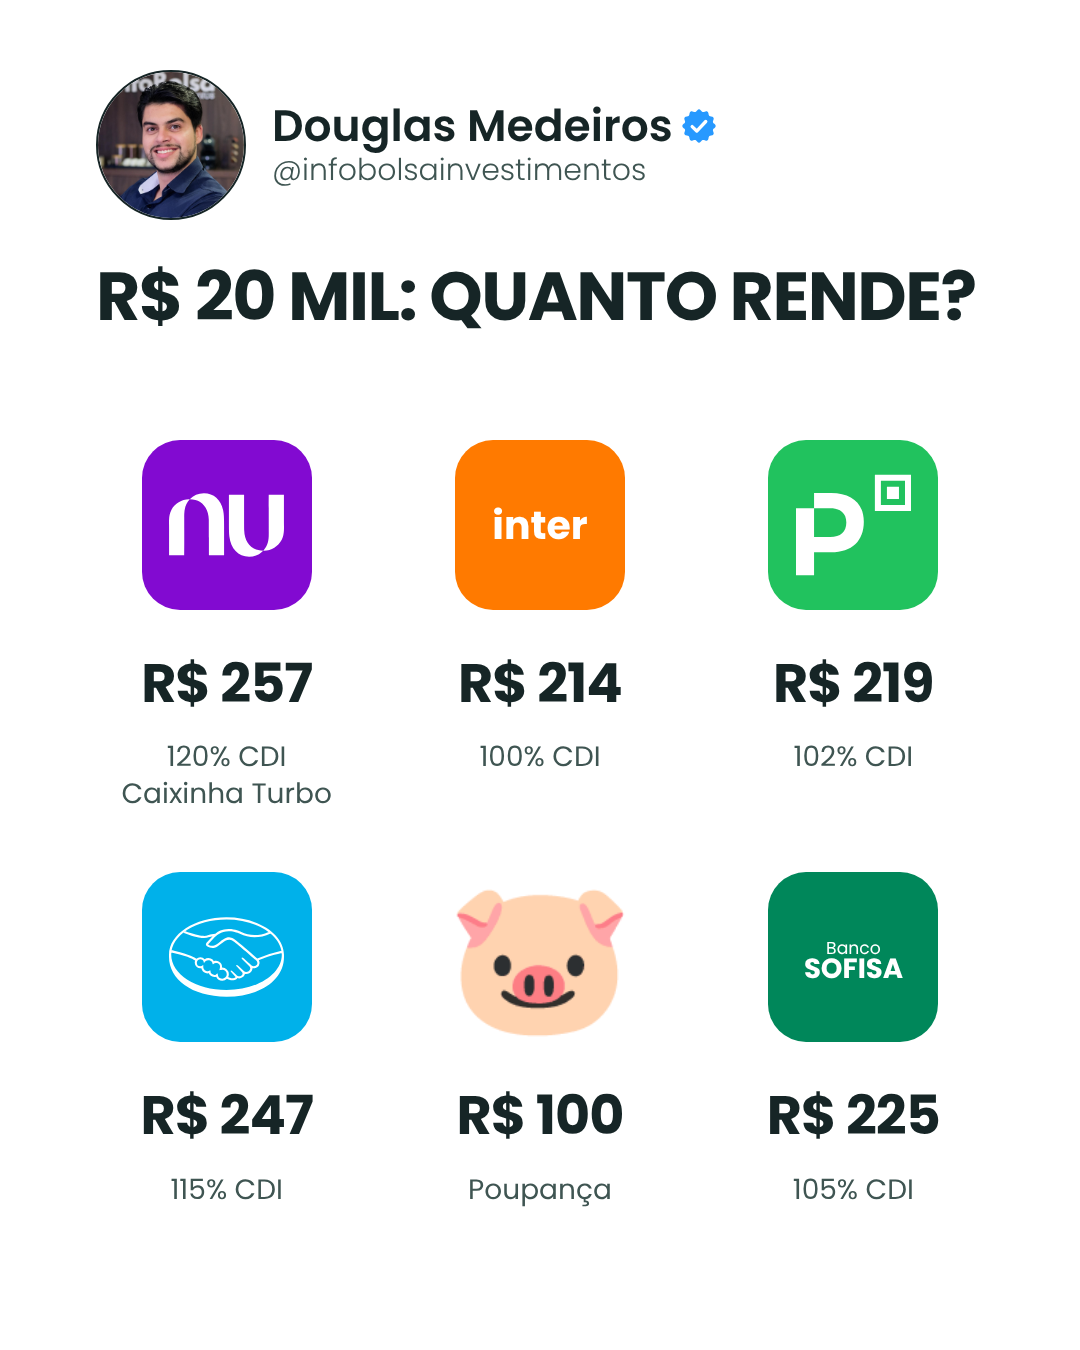 Douglas Medeiros
@infobolsainvestimentos
R$ 20 MIL: QUANTO RENDE?
nu
inter
P
R$ 257
R$ 214
R$ 219
120% CDI
Caixinha Turbo
100% CDI
102% CDI
Banco
SOFISA
R$ 247
R$ 100
R$ 225
115% CDI
Poupança
105% CDI